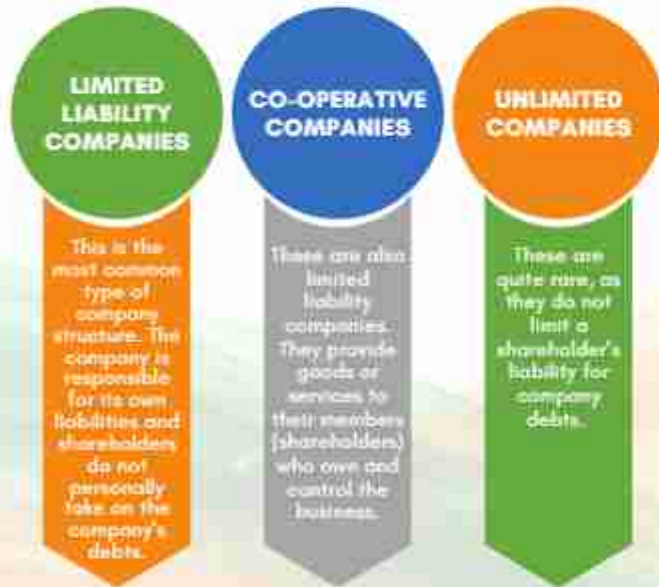 LIMITED
LIABILITY
COMPANIES
This is the
most common
type of
company
structure. The
company is
responsible
for its own
liabilities and
shareholders
do not
personally
take on the
company's
debts.
CO-OPERATIVE
COMPANIES
These are also
limited
liability
companies.
They provide
goods or
services to
their members
(shareholders)
who own and
control the
business.
UNLIMITED
COMPANIES
These are
quite rare, as
they do not
limit a
shareholder's
liability for
company
debts.